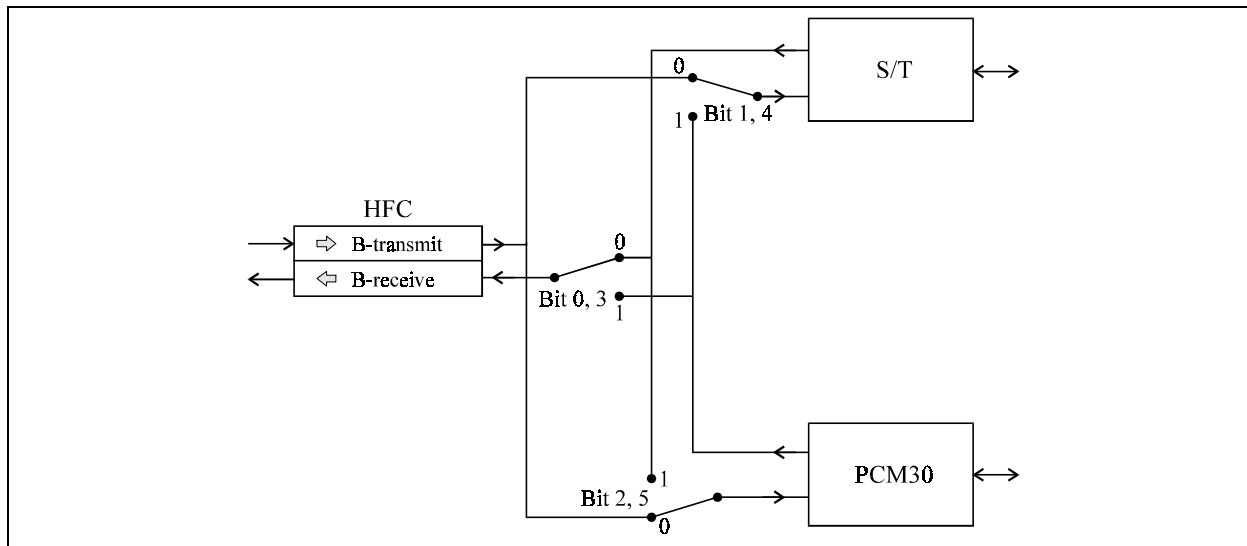 S/T
0
Bit 1, 4
1
HFC
B-transmit
B-receive
0
Bit 0, 3
1
1
Bit 2, 5
0
PCM30